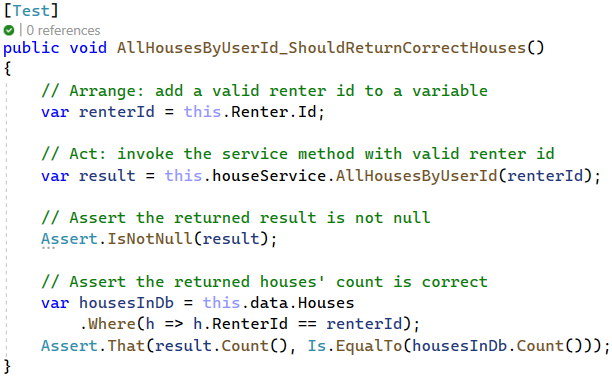 [Test]
| 0 references
public void AllHousesByUserId_ShouldReturnCorrectHouses()
{
    // Arrange: add a valid renter id to a variable
    var renterId = this.Renter.Id;
    // Act: invoke the service method with valid renter id
    var result = this.houseService.AllHousesByUserId(renterId);
    // Assert the returned result is not null
    Assert.IsNotNull(result);
    // Assert the returned houses' count is correct
    var housesInDb = this.data.Houses
        .Where(h => h.RenterId == renterId);
    Assert.That(result.Count(), Is.EqualTo(housesInDb.Count()));
}